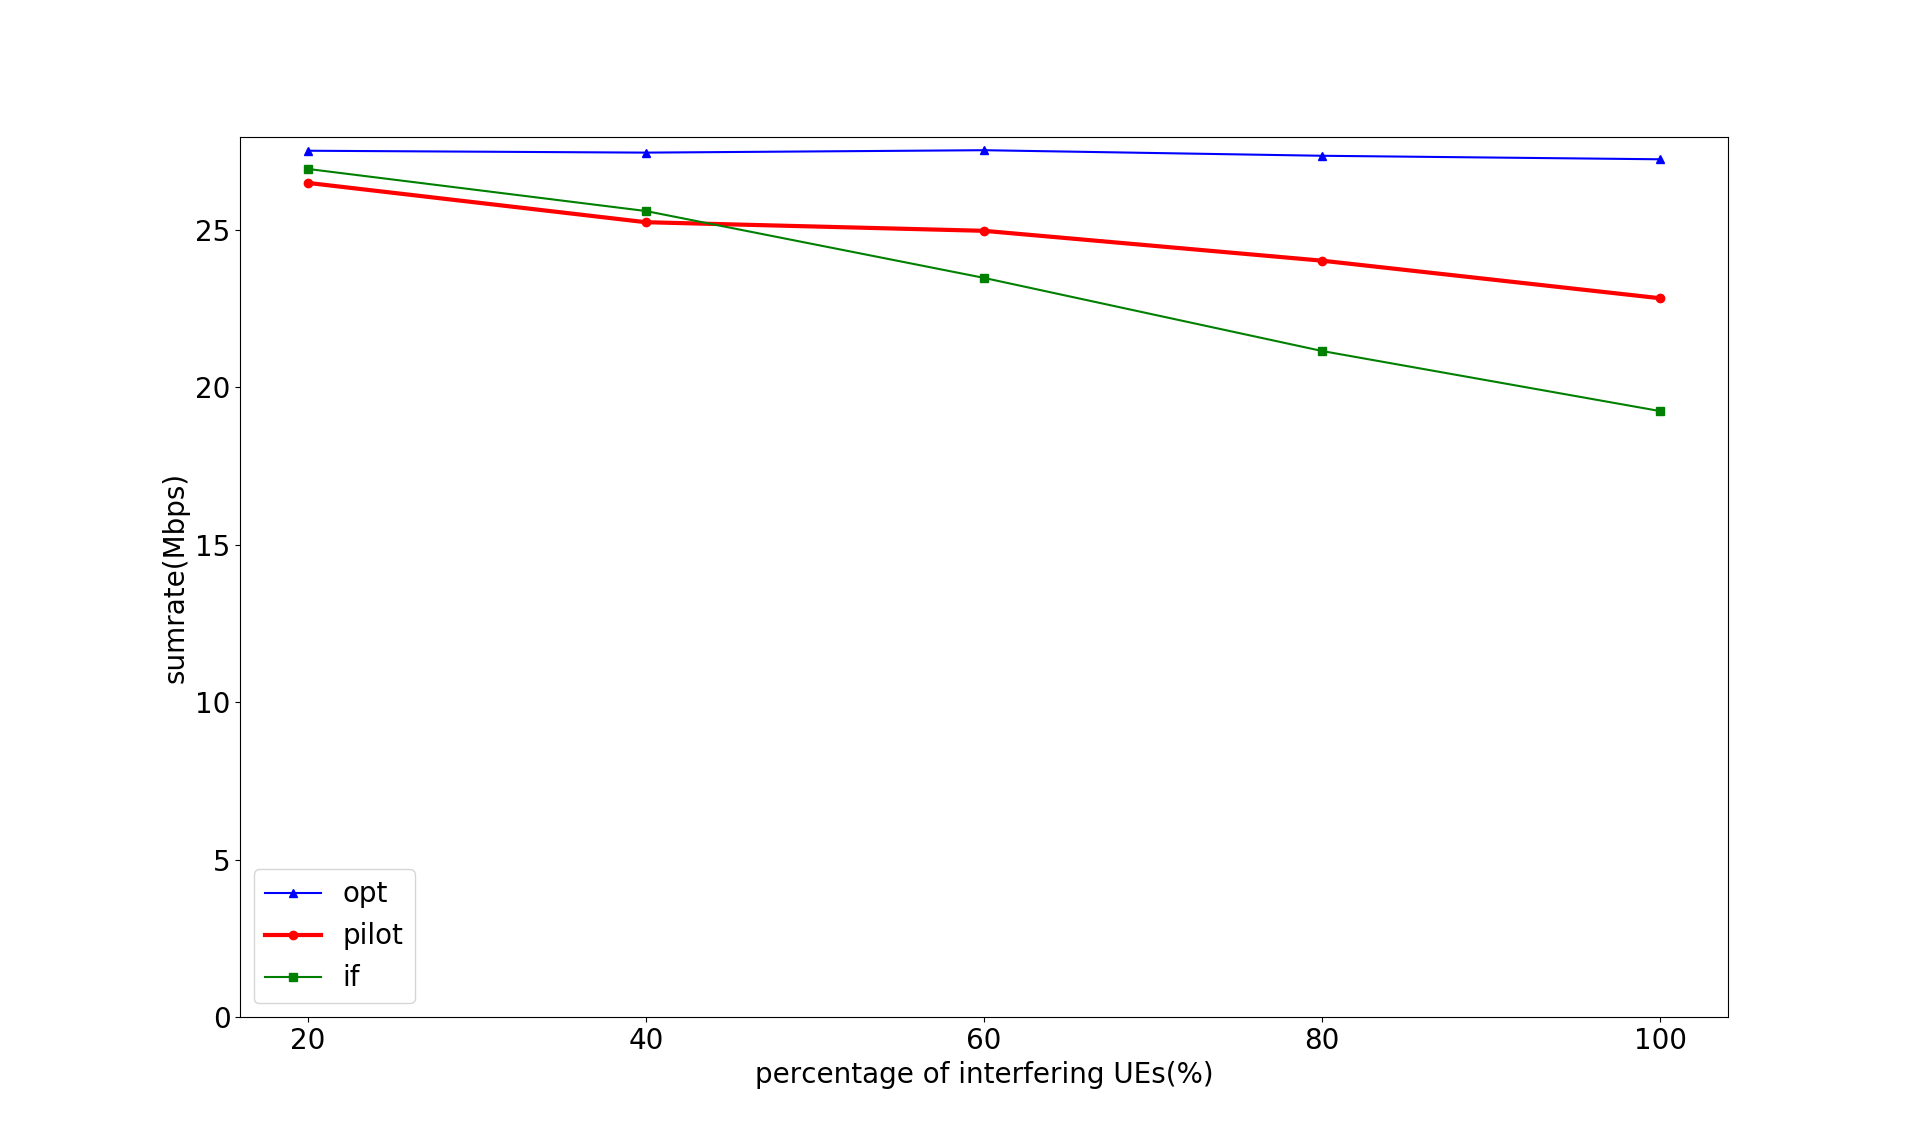 25
20
15
10
5
0
sumrate(Mbps)
opt
pilot
if
20 40 60 80 100
percentage of interfering UEs(%)